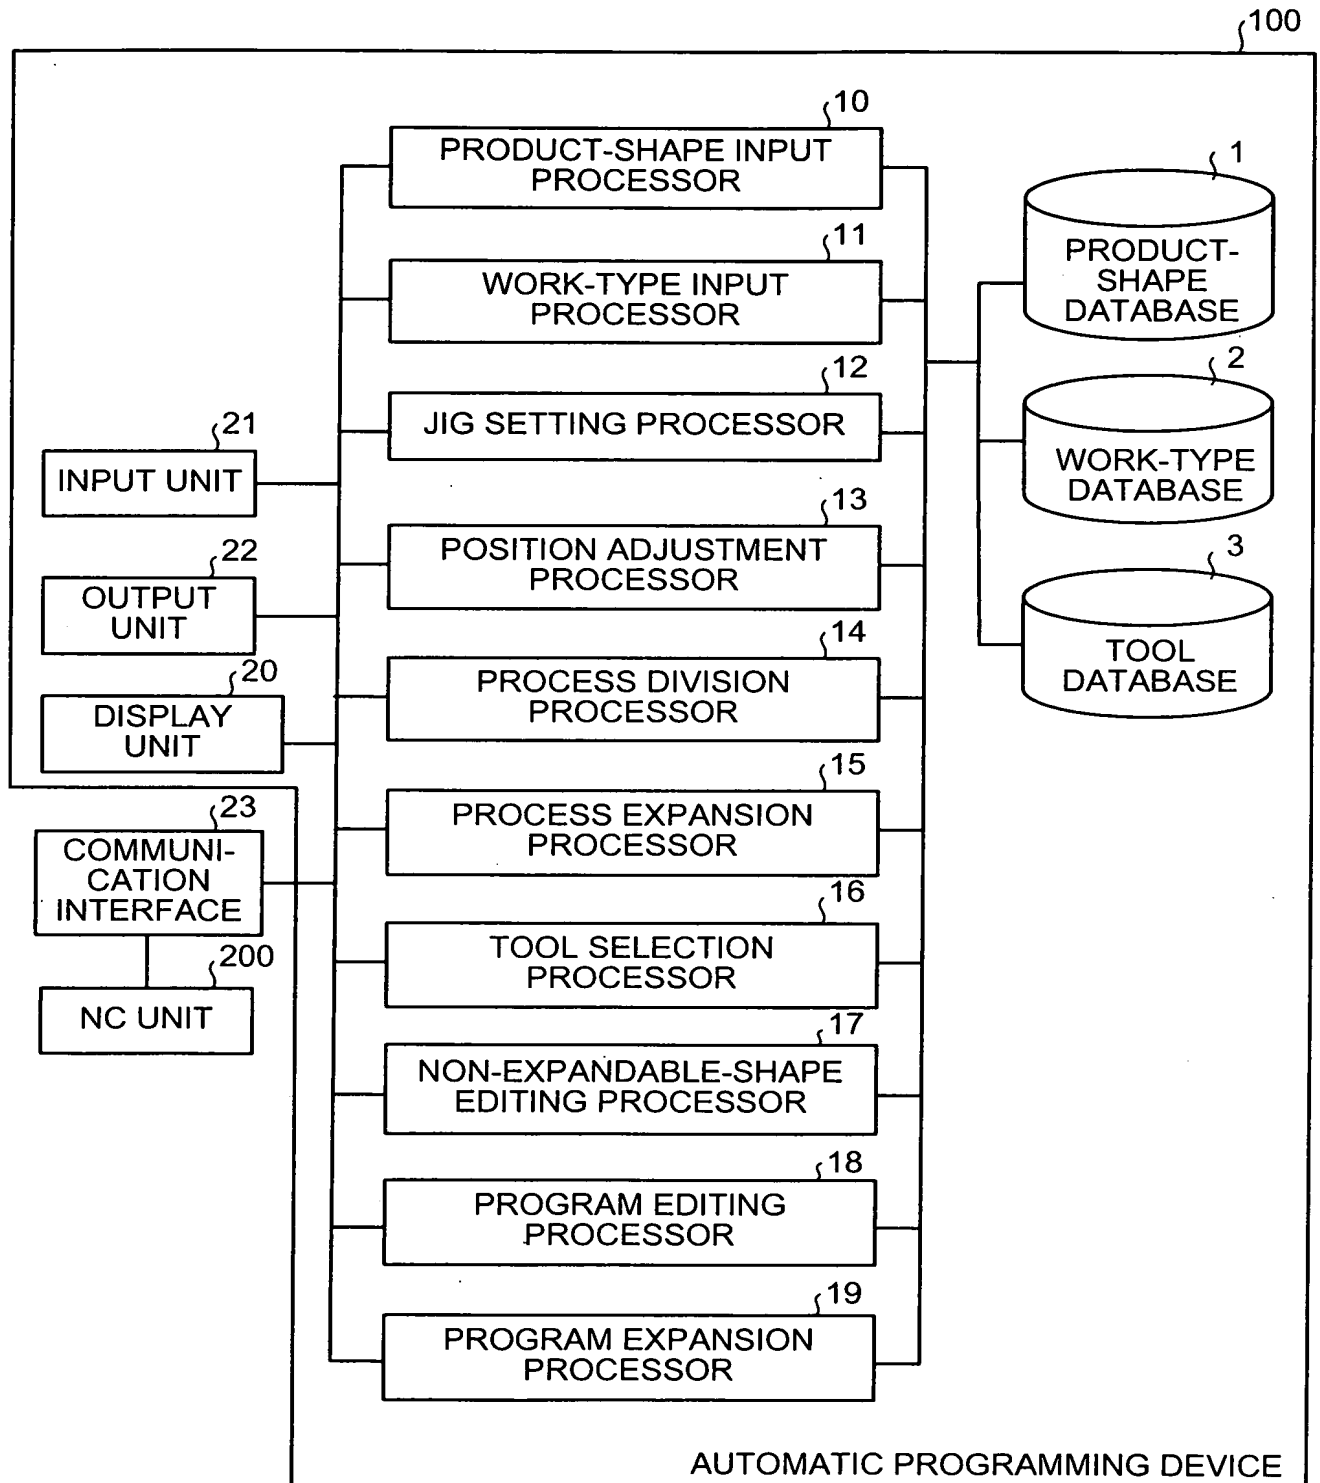 100
10
PRODUCT-SHAPE INPUT
PROCESSOR
11
WORK-TYPE INPUT
PROCESSOR
12
JIG SETTING PROCESSOR
13
POSITION ADJUSTMENT
PROCESSOR
14
PROCESS DIVISION
PROCESSOR
15
PROCESS EXPANSION
PROCESSOR
16
TOOL SELECTION
PROCESSOR
17
NON-EXPANDABLE-SHAPE
EDITING PROCESSOR
18
PROGRAM EDITING
PROCESSOR
19
PROGRAM EXPANSION
PROCESSOR
21
INPUT UNIT
22
OUTPUT
UNIT
20
DISPLAY
UNIT
23
COMMUNI-
CATION
INTERFACE
200
NC UNIT
1
PRODUCT-
SHAPE
DATABASE
2
WORK-TYPE
DATABASE
3
TOOL
DATABASE
AUTOMATIC PROGRAMMING DEVICE